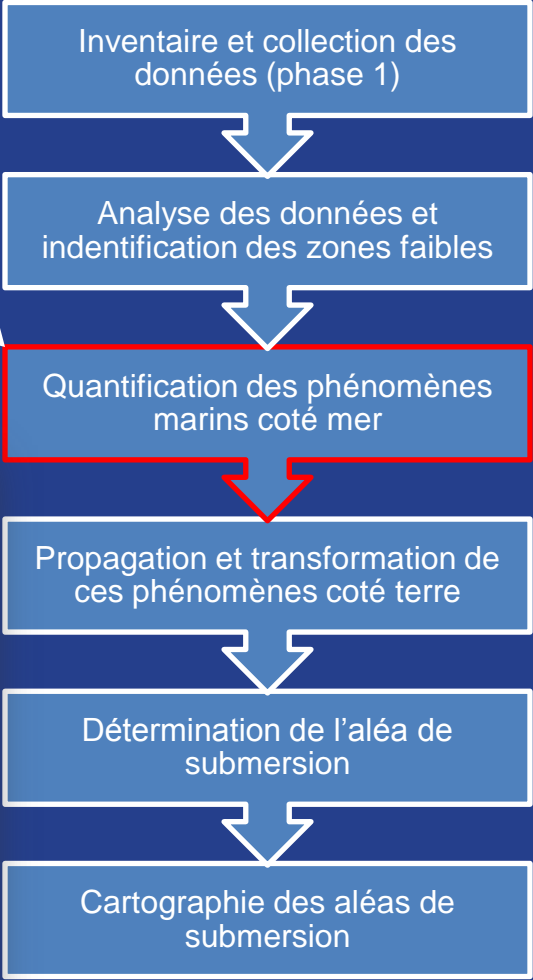 Inventaire et collection des
données (phase 1)
Analyse des données et
indentification des zones faibles
Quantification des phénomènes
marins coté mer
Propagation et transformation de
ces phénomènes coté terre
Détermination de l’aléa de
submersion
Cartographie des aléas de
submersion